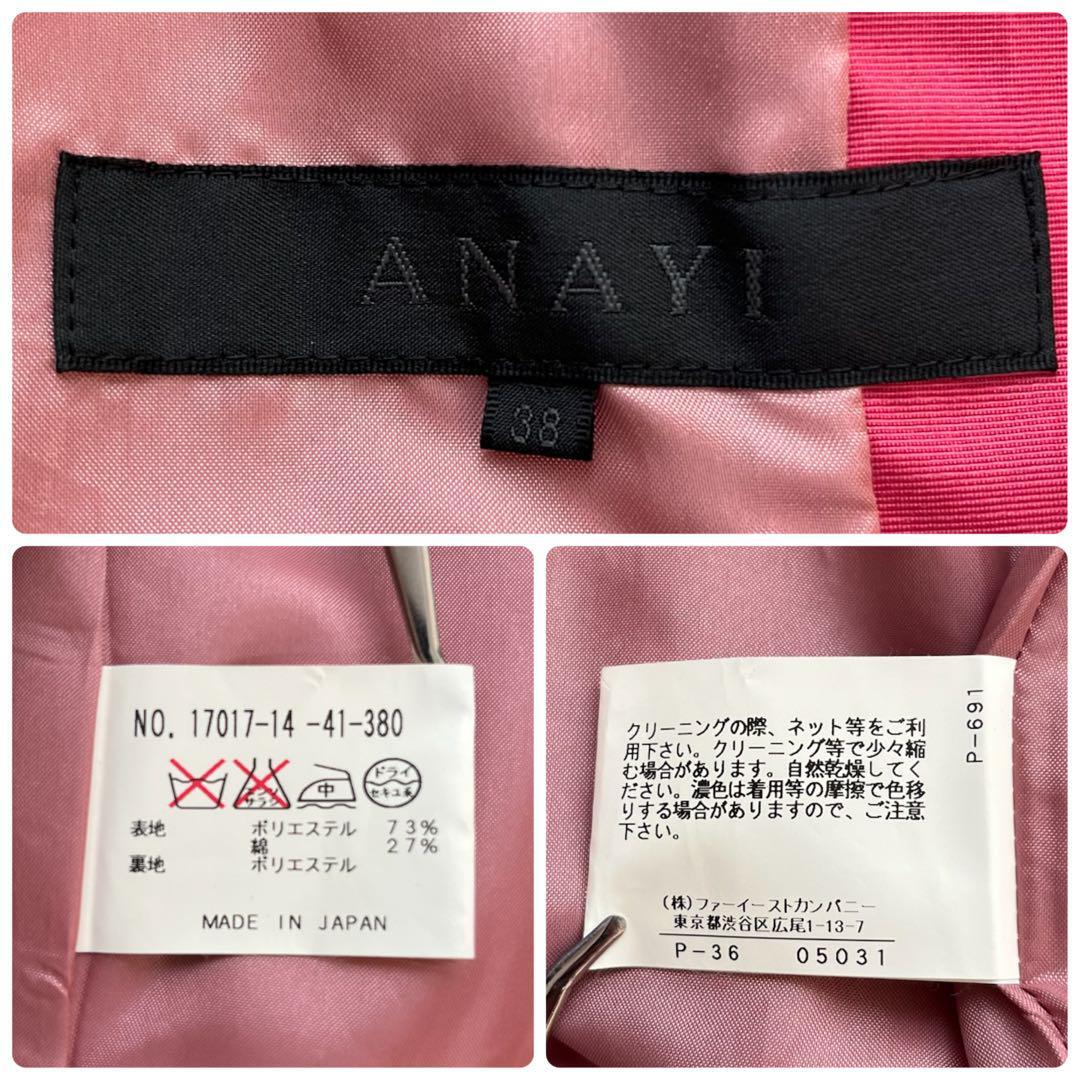 ANAYI
38
NO. 17017-14 -41-380
エンソ
サラシ
中
ドライ
セキユ系
表地 ポリエステル 73%
綿 27%
裏地 ポリエステル
MADE IN JAPAN
P-691
クリーニングの際、ネット等をご利
用下さい。クリーニング等で少々縮
む場合があります。自然乾燥してく
ださい。濃色は着用等の摩擦で色移
りする場合がありますので、ご注意
下さい。
(株)ファーイーストカンパニー
東京都渋谷区広尾1-13-7
P-36 05031